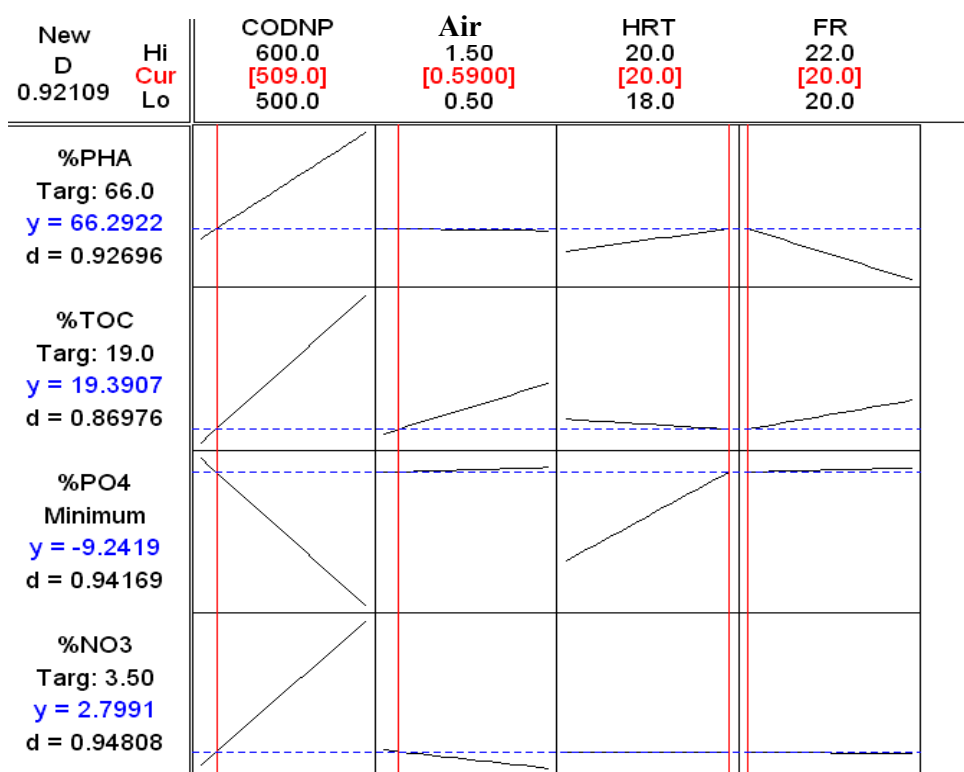 New
D
0.92109
Hi
Cur
Lo
CODNP
600.0
[509.0]
500.0
Air
1.50
[0.5900]
0.50
HRT
20.0
[20.0]
18.0
FR
22.0
[20.0]
20.0
%PHA
Targ: 66.0
y = 66.2922
d = 0.92696
%TOC
Targ: 19.0
y = 19.3907
d = 0.86976
%PO4
Minimum
y = -9.2419
d = 0.94169
%NO3
Targ: 3.50
y = 2.7991
d = 0.94808